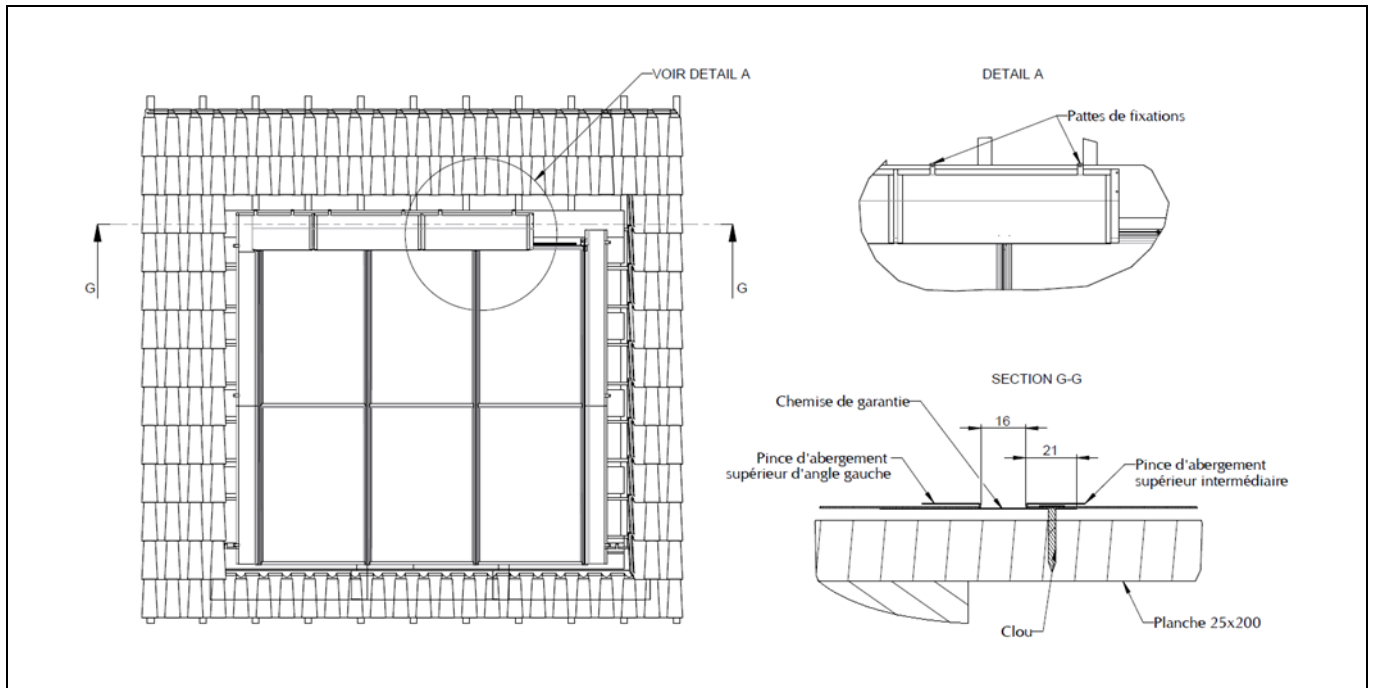 VOIR DETAIL A
G
G
DETAIL A
Pattes de fixations
SECTION G-G
Chemise de garantie
16
21
Pince d'abergement
supérieur d'angle gauche
Pince d'abergement
supérieur intermédiaire
Clou
Planche 25x200